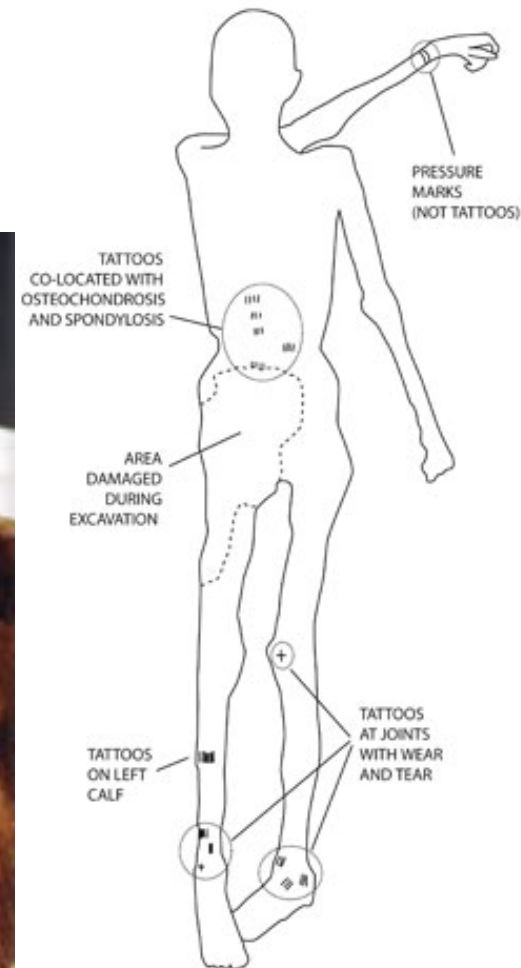 PRESSURE
MARKS
(NOT TATTOOS)
TATTOOS
CO-LOCATED WITH
OSTEOCHONDROSIS
AND SPONDYLOSIS
AREA
DAMAGED
DURING
EXCAVATION
TATTOOS
AT JOINTS
WITH WEAR
AND TEAR
TATTOOS
ON LEFT
CALF